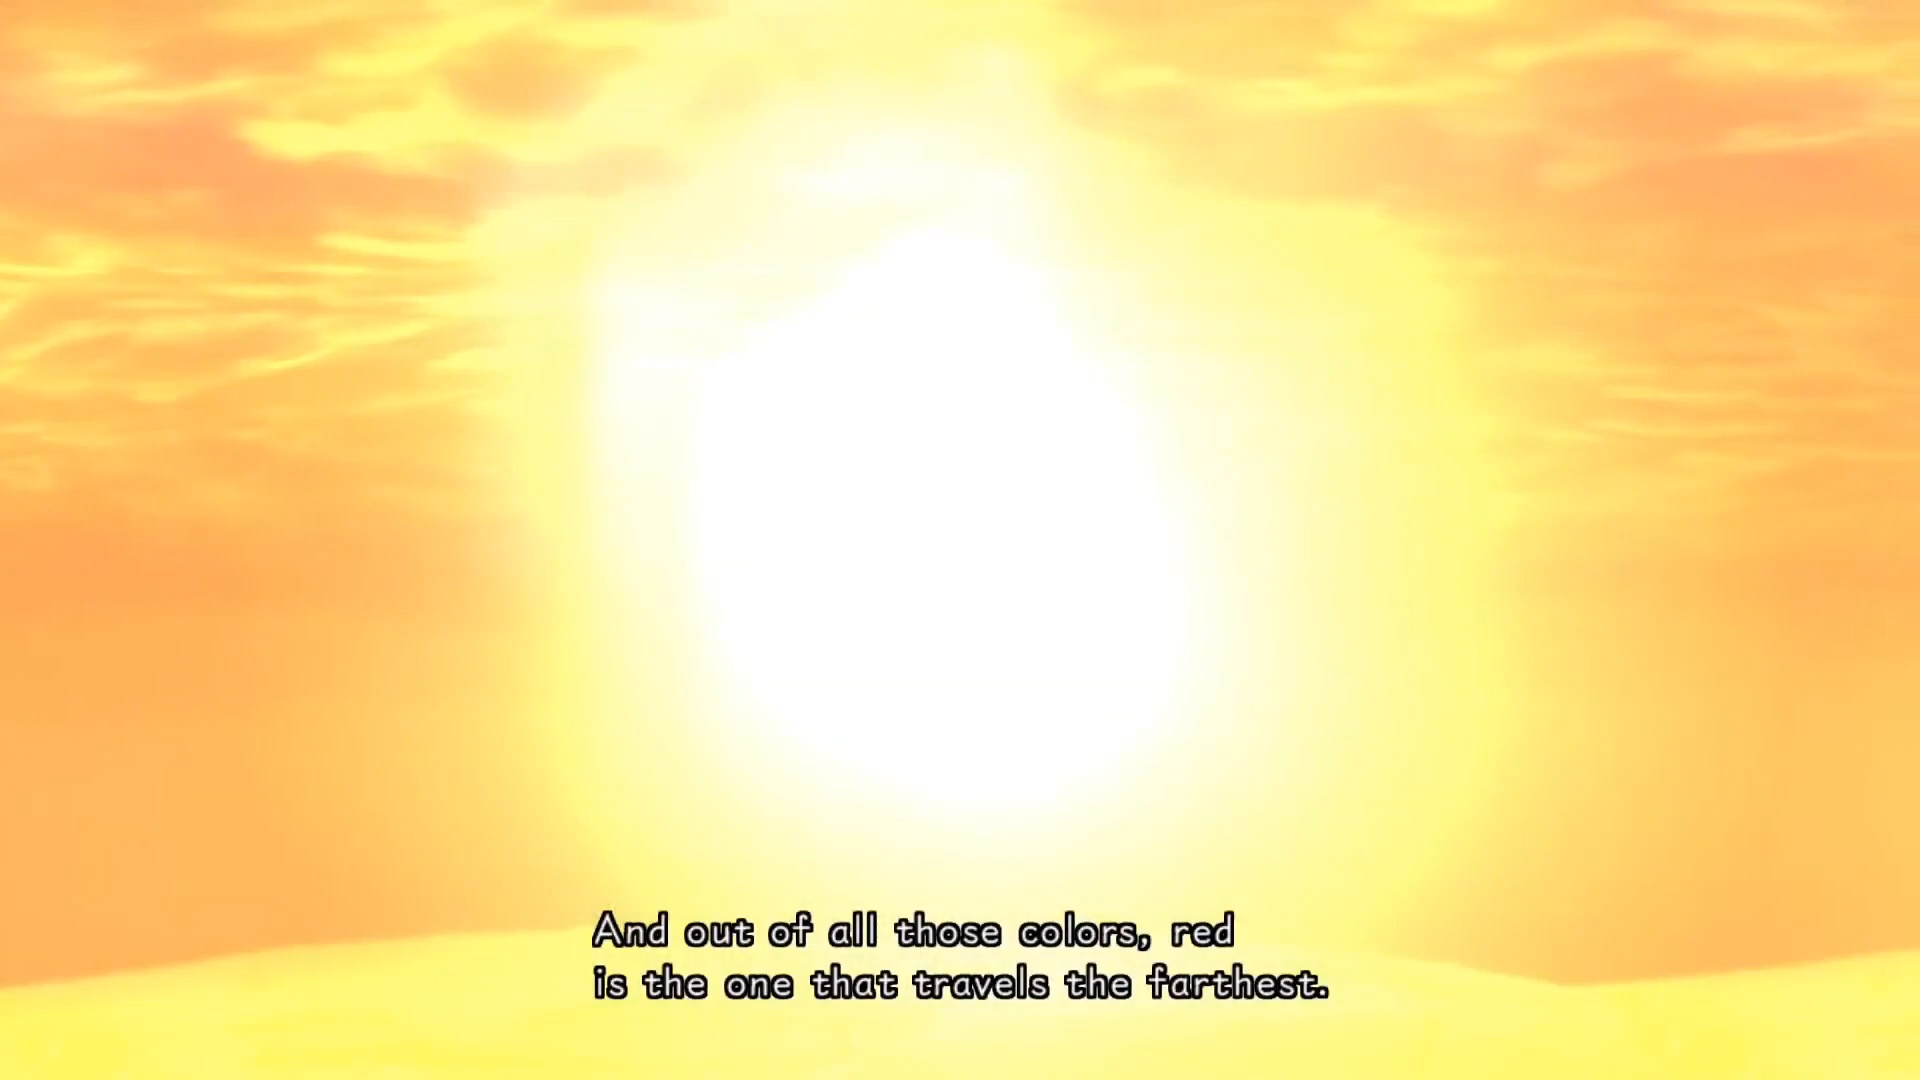 And out of all those colors, red
is the one that travels the farthest.